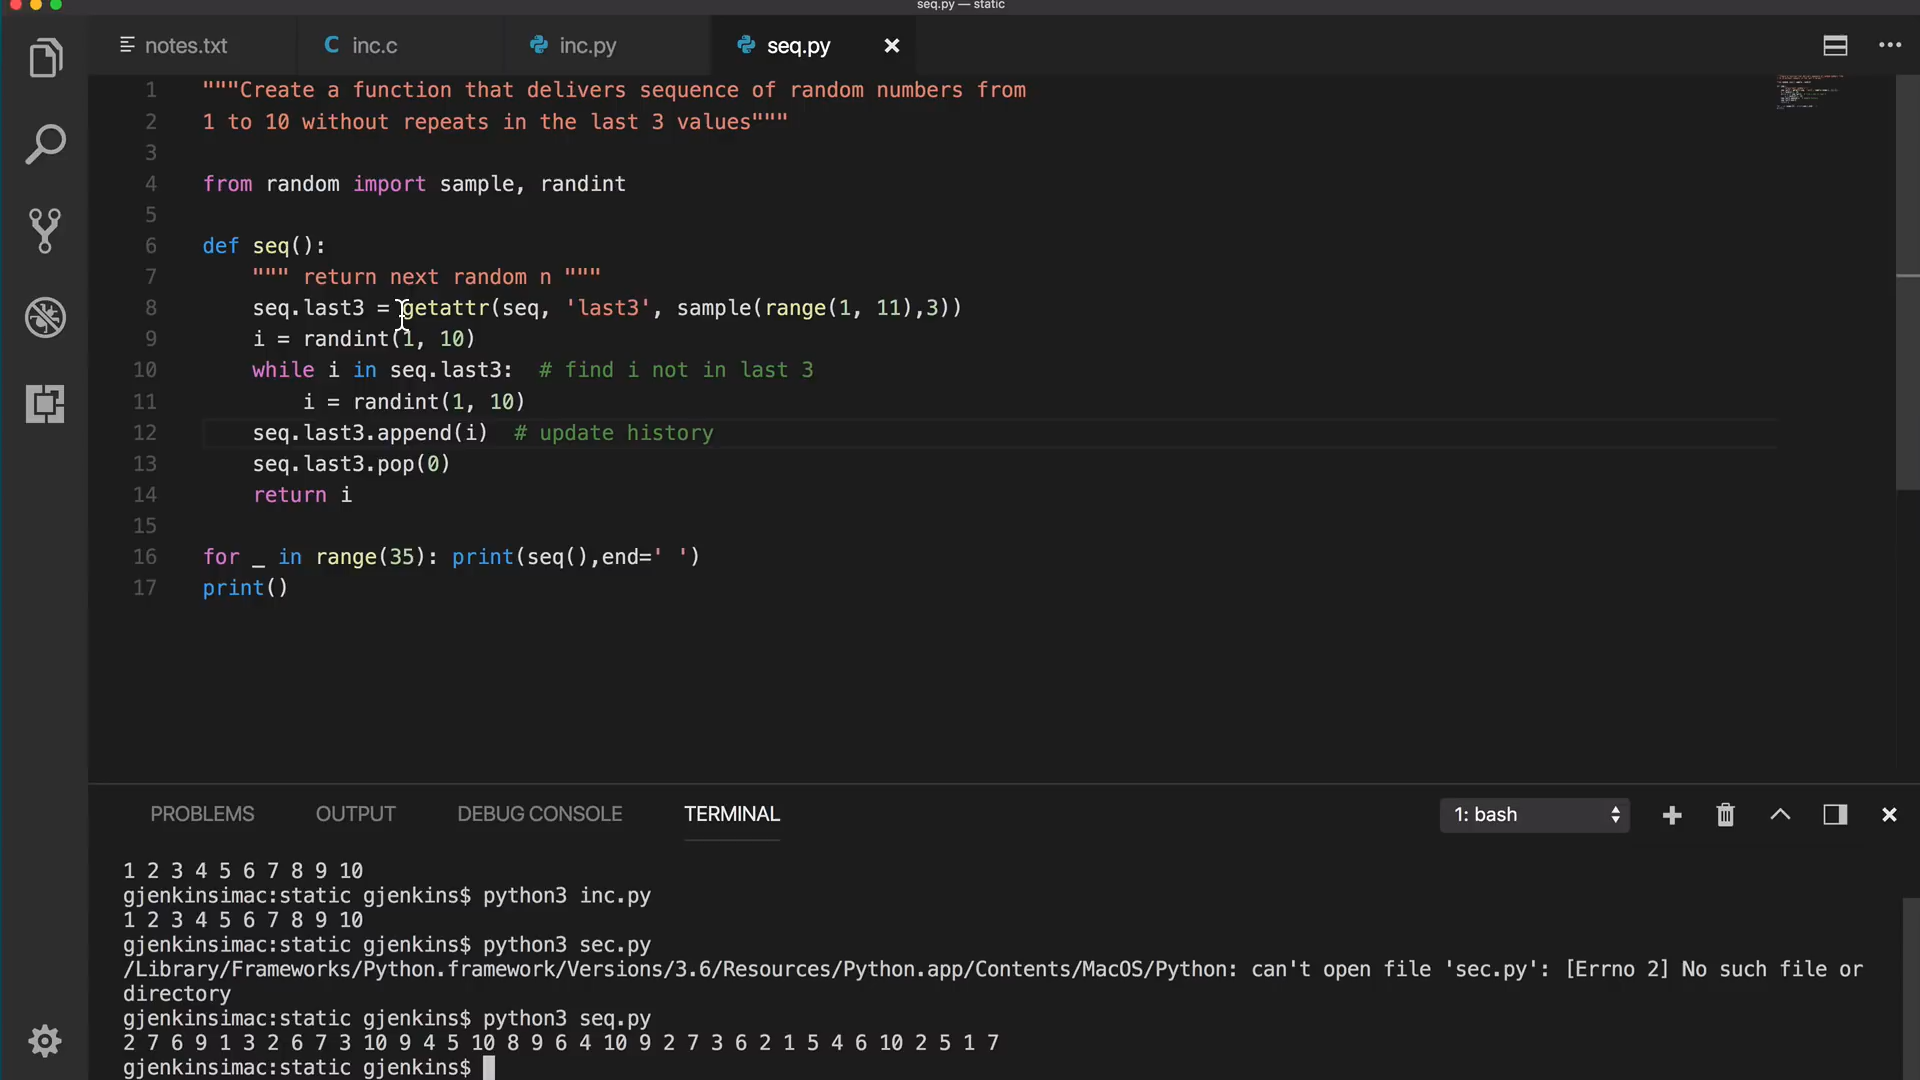 seq.py — static
notes.txt inc.c inc.py seq.py
1 """Create a function that delivers sequence of random numbers from
2 1 to 10 without repeats in the last 3 values"""
3
4 from random import sample, randint
5
6 def seq():
7     """ return next random n """
8     seq.last3 = getattr(seq, 'last3', sample(range(1, 11),3))
9     i = randint(1, 10)
10     while i in seq.last3:  # find i not in last 3
11         i = randint(1, 10)
12     seq.last3.append(i)  # update history
13     seq.last3.pop(0)
14     return i
15
16 for _ in range(35): print(seq(),end=' ')
17 print()
PROBLEMS OUTPUT DEBUG CONSOLE TERMINAL 1: bash
1 2 3 4 5 6 7 8 9 10
gjenkinsimac:static gjenkins$ python3 inc.py
1 2 3 4 5 6 7 8 9 10
gjenkinsimac:static gjenkins$ python3 sec.py
/Library/Frameworks/Python.framework/Versions/3.6/Resources/Python.app/Contents/MacOS/Python: can't open file 'sec.py': [Errno 2] No such file or
directory
gjenkinsimac:static gjenkins$ python3 seq.py
2 7 6 9 1 3 2 6 7 3 10 9 4 5 10 8 9 6 4 10 9 2 7 3 6 2 1 5 4 6 10 2 5 1 7
gjenkinsimac:static gjenkins$